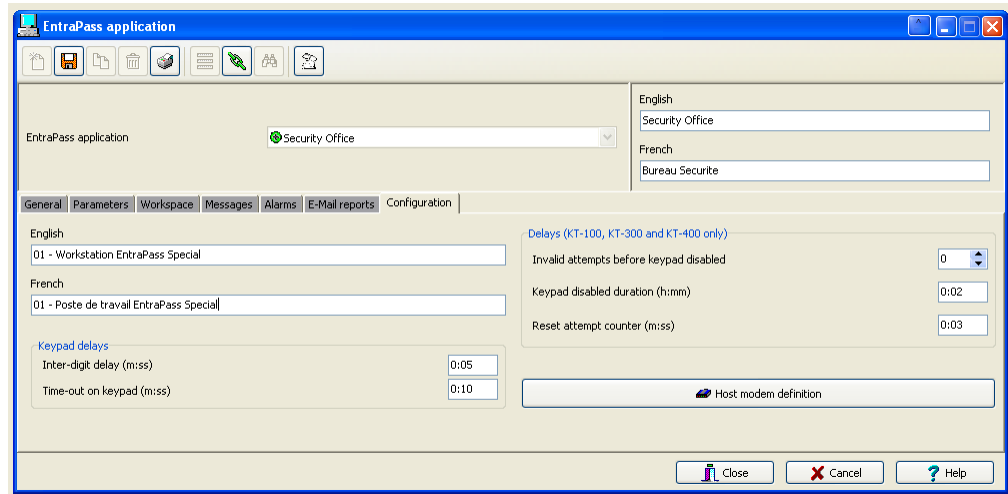 EntraPass application
English
Security Office
EntraPass application
Security Office
French
Bureau Securite
General Parameters Workspace Messages Alarms E-Mail reports Configuration
English
01 - Workstation EntraPass Special
French
01 - Poste de travail EntraPass Special
Keypad delays
Inter-digit delay (m:ss) 0:05
Time-out on keypad (m:ss) 0:10
Delays (KT-100, KT-300 and KT-400 only)
Invalid attempts before keypad disabled 0
Keypad disabled duration (h:mm) 0:02
Reset attempt counter (m:ss) 0:03
Host modem definition
Close Cancel Help